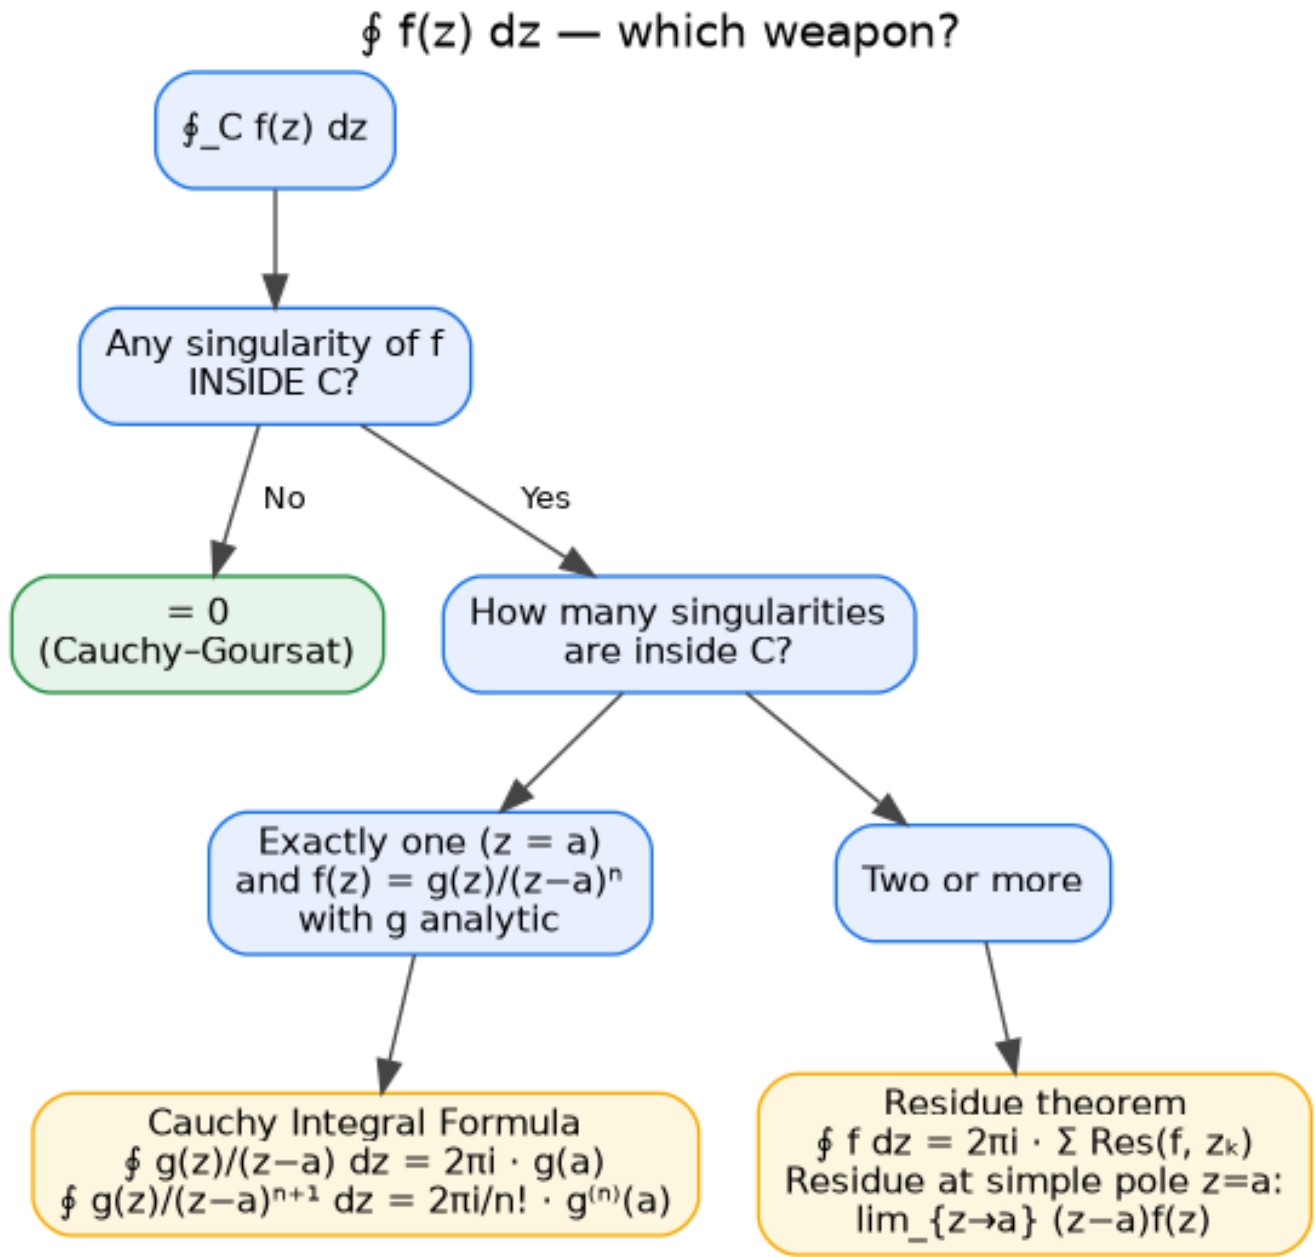 ∮ f(z) dz — which weapon?
∮_C f(z) dz
Any singularity of f
INSIDE C?
No
Yes
= 0
(Cauchy–Goursat)
How many singularities
are inside C?
Exactly one (z = a)
and f(z) = g(z)/(z−a)ⁿ
with g analytic
Two or more
Cauchy Integral Formula
∮ g(z)/(z−a) dz = 2πi · g(a)
∮ g(z)/(z−a)ⁿ⁺¹ dz = 2πi/n! · g⁽ⁿ⁾(a)
Residue theorem
∮ f dz = 2πi · Σ Res(f, zₖ)
Residue at simple pole z=a:
lim_{z→a} (z−a)f(z)